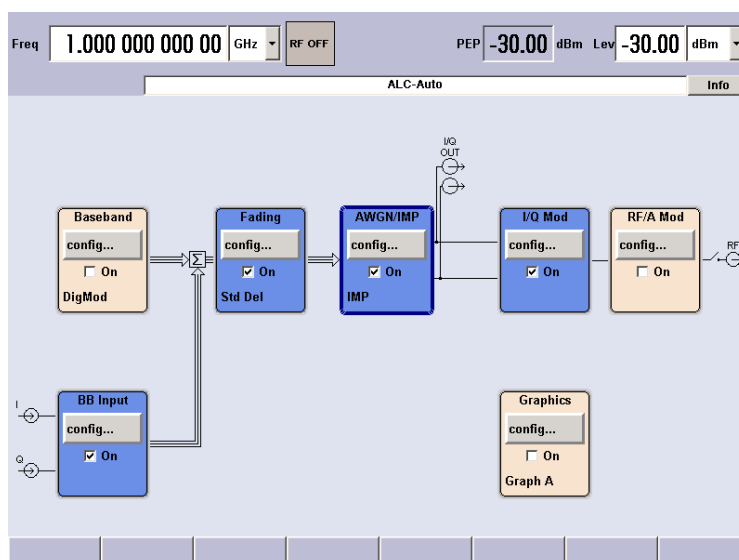 Freq 1.000 000 000 00 GHz RF OFF PEP -30.00 dBm Lev -30.00 dBm
ALC-Auto Info
I/Q
OUT
Baseband Fading AWGN/IMP I/Q Mod RF/A Mod
config... config... config... config... config...
RF
On On On On On
Σ
DigMod Std Del IMP
BB Input Graphics
I
config... config...
On On
Q
Graph A